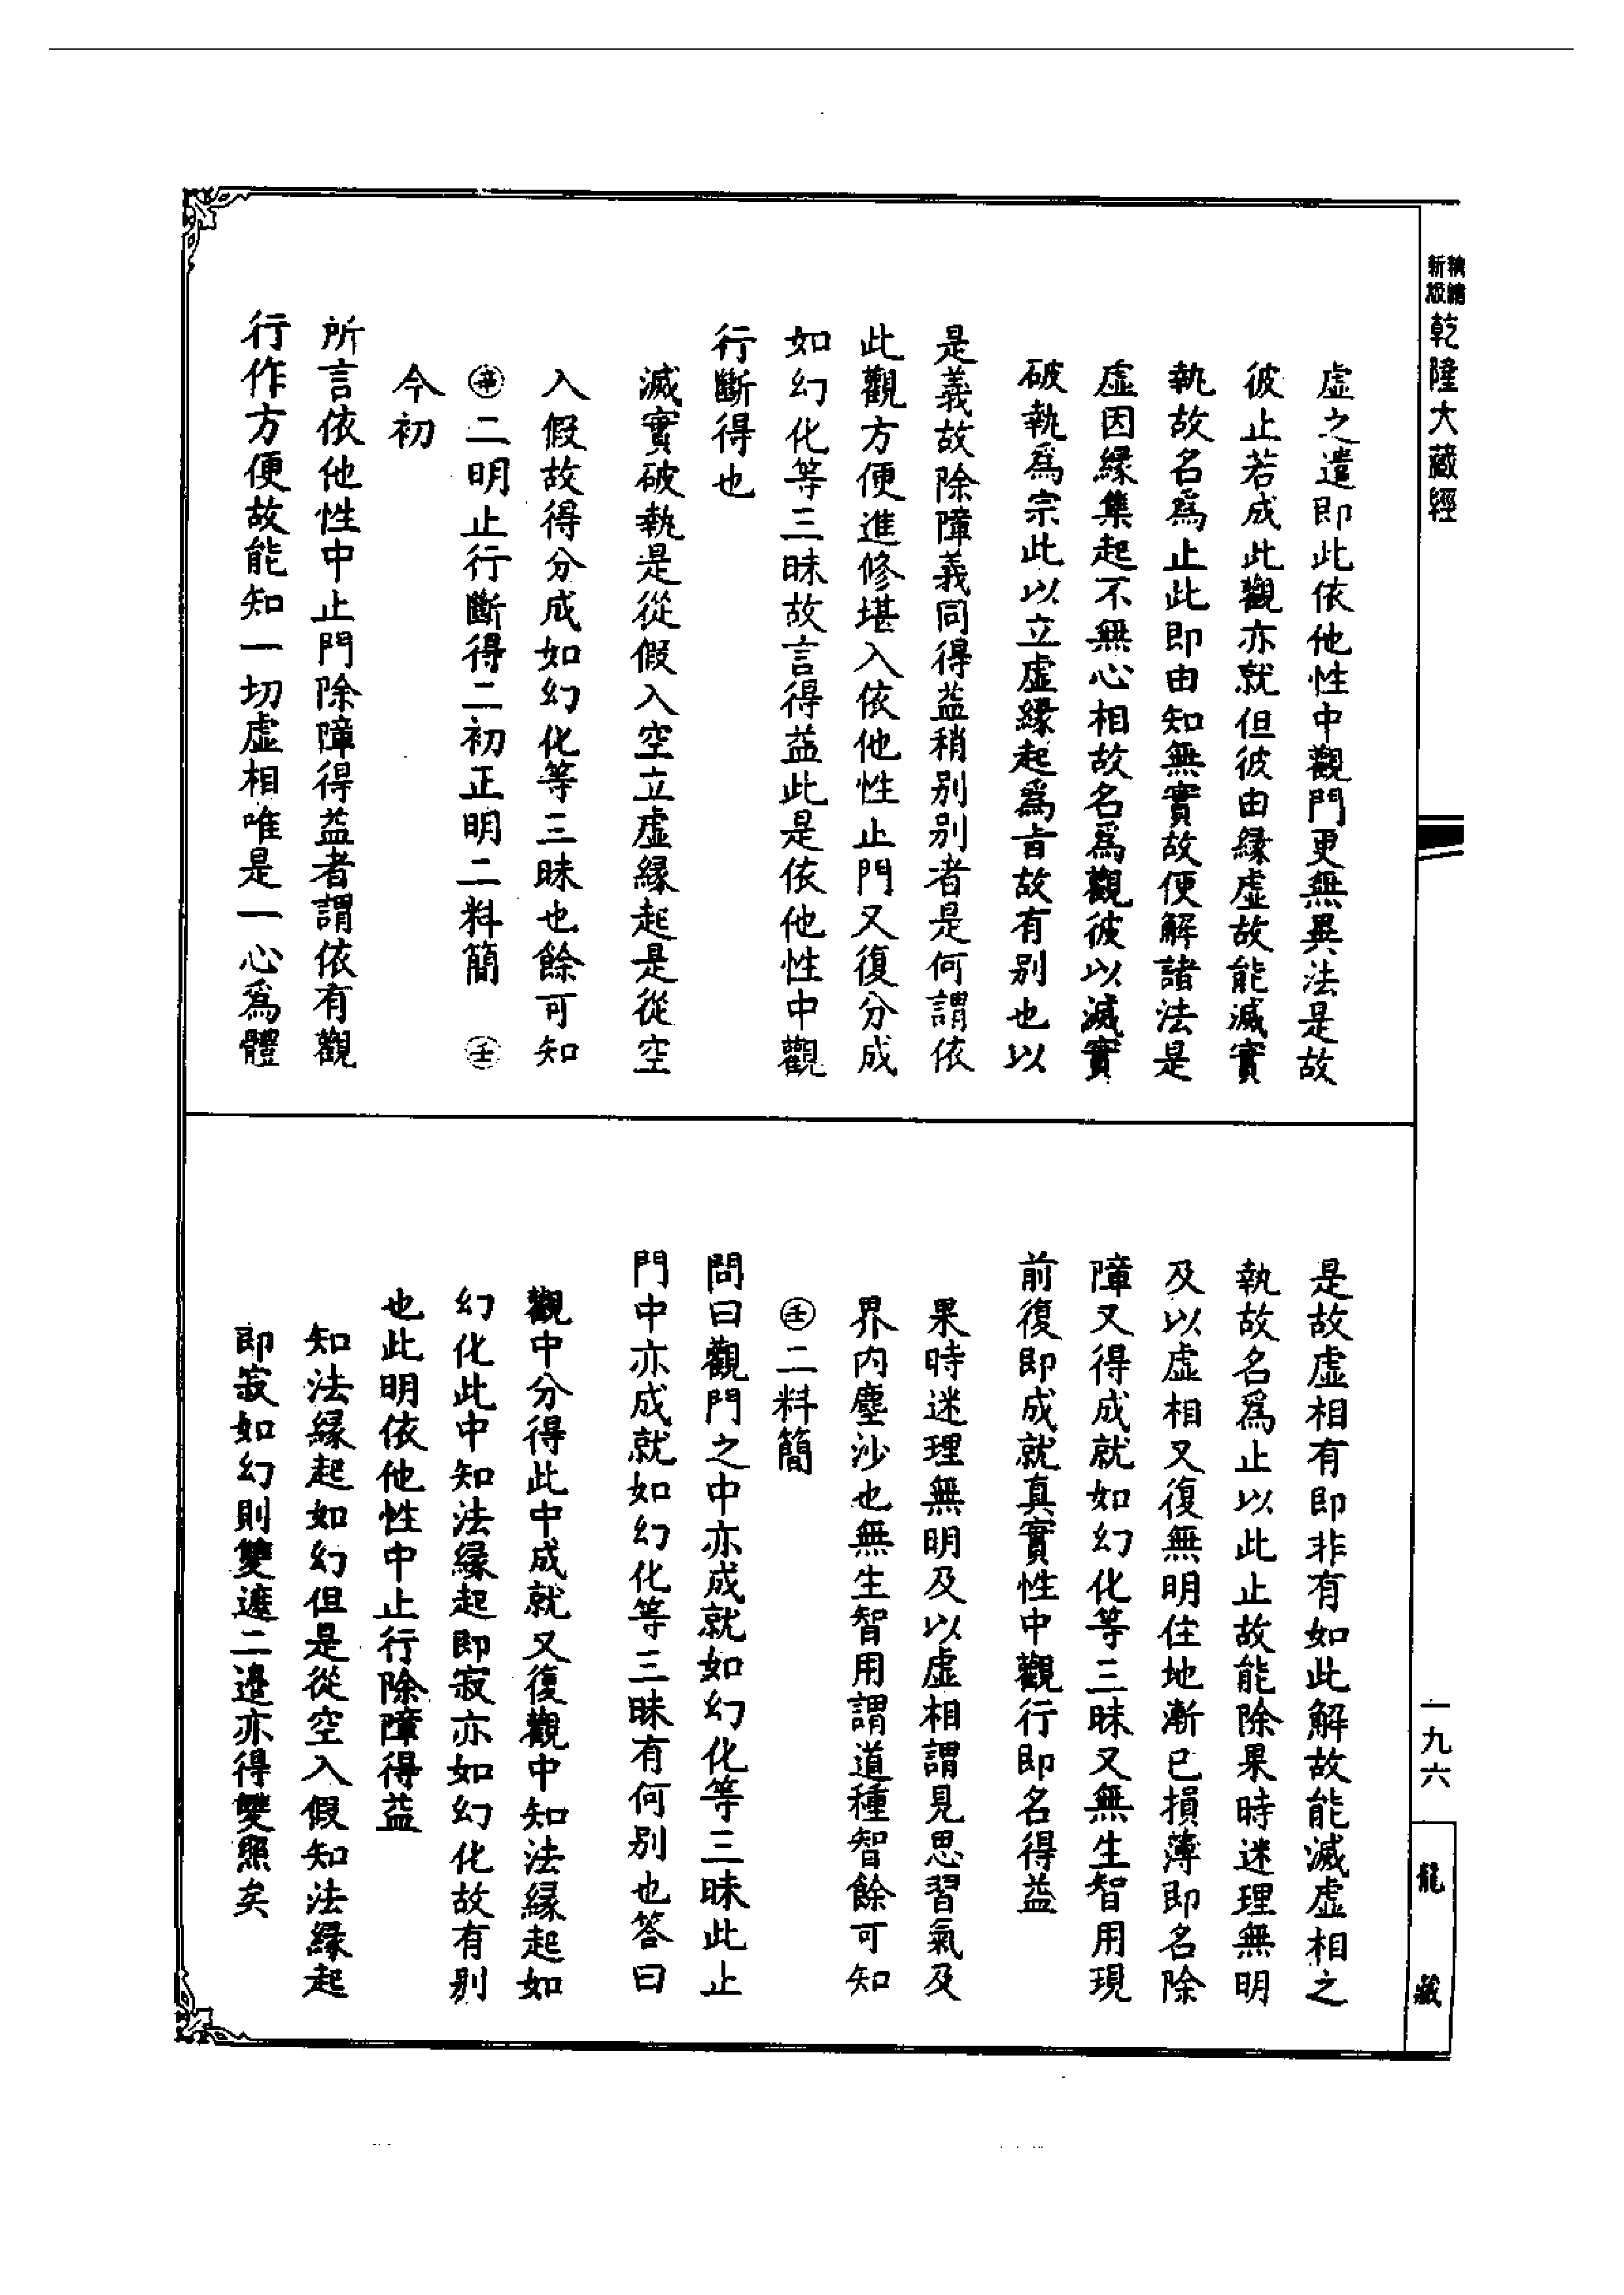 精繕
新版
乾隆大藏經
虛之遣即此依他性中觀門更無異法是故
彼止若成此觀亦就但彼由緣虛故能滅實
執故名為止此即由知無實故便解諸法是
虛因緣集起不無心相故名為觀彼以滅實
破執為宗此以立虛緣起為旨故有別也以
是義故除障義同得益稍別別者是何謂依
此觀方便進修堪入依他性止門又復分成
如幻化等三昧故言得益此是依他性中觀
行斷得也
滅實破執是從假入空立虛緣起是從空
入假故得分成如幻化等三昧也餘可知
二明止行斷得二初正明二料簡 壬
今初
所言依他性中止門除障得益者謂依有觀
行作方便故能知一切虛相唯是一心為體
是故虛相有即非有如此解故能滅虛相之
執故名為止以此止故能除果時迷理無明
及以虛相又復無明住地漸已損薄即名除
障又得成就如幻化等三昧又無生智用現
前復即成就真實性中觀行即名得益
果時迷理無明及以虛相謂見思習氣及
界內塵沙也無生智用謂道種智餘可知
壬二料簡
問曰觀門之中亦成就如幻化等三昧此止
門中亦成就如幻化等三昧有何別也答曰
觀中分得此中成就又復觀中知法緣起如
幻化此中知法緣起即寂亦如幻化故有別
也此明依他性中止行除障得益
知法緣起如幻但是從空入假知法緣起
即寂如幻則雙遮二邊亦得雙照矣
一九六
龍藏